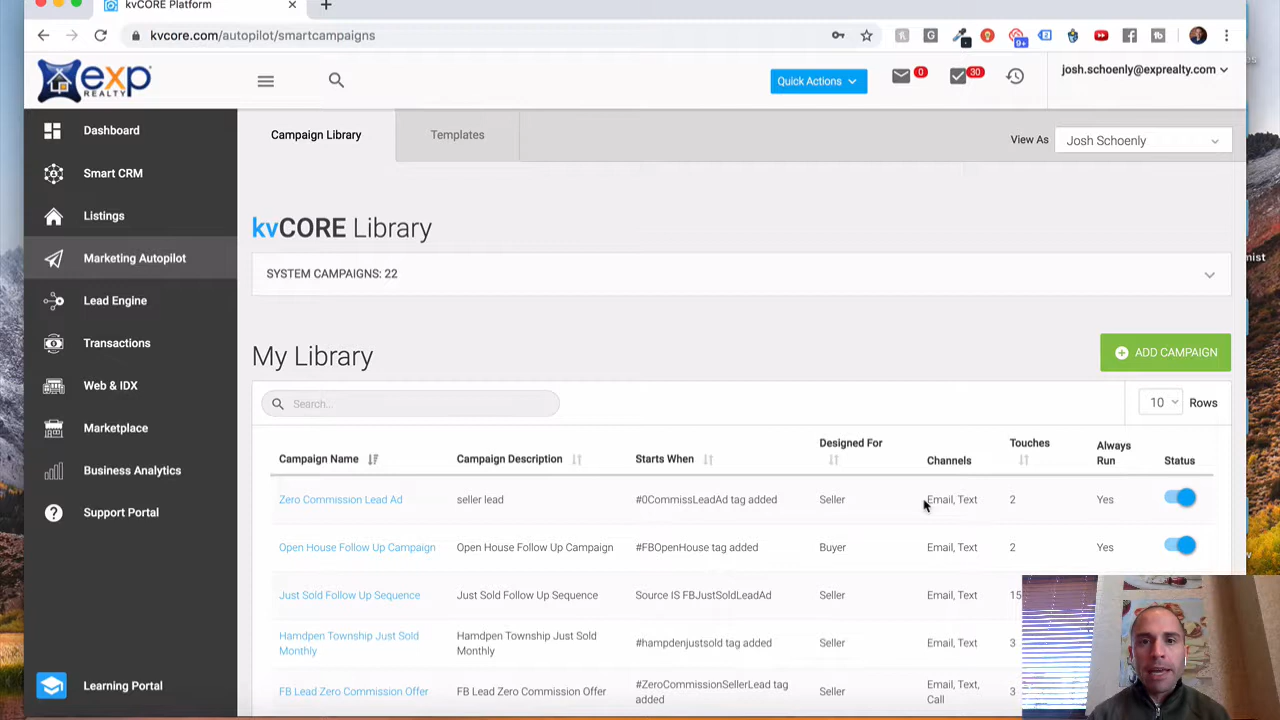 kvCORE Platform
kvcore.com/autopilot/smartcampaigns
9+
exp
REALTY
Quick Actions
0
30
josh.schoenly@exprealty.com
Dashboard
Smart CRM
Listings
Marketing Autopilot
Lead Engine
Transactions
Web & IDX
Marketplace
Business Analytics
Support Portal
Learning Portal
Campaign Library
Templates
View As
Josh Schoenly
kvCORE Library
SYSTEM CAMPAIGNS: 22
My Library
ADD CAMPAIGN
Search...
10
Rows
Campaign Name
Campaign Description
Starts When
Designed For
Channels
Touches
Always
Run
Status
Zero Commission Lead Ad
seller lead
#0CommissLeadAd tag added
Seller
Email, Text
2
Yes
Open House Follow Up Campaign
Open House Follow Up Campaign
#FBOpenHouse tag added
Buyer
Email, Text
2
Yes
Just Sold Follow Up Sequence
Just Sold Follow Up Sequence
Source IS FBJustSoldLeadAd
Seller
Email, Text
15
Hamdpen Township Just Sold
Monthly
Hamdpen Township Just Sold
Monthly
#hampdenjustsold tag added
Seller
Email, Text
3
FB Lead Zero Commission Offer
FB Lead Zero Commission Offer
added
Seller
Email, Text,
Call
3